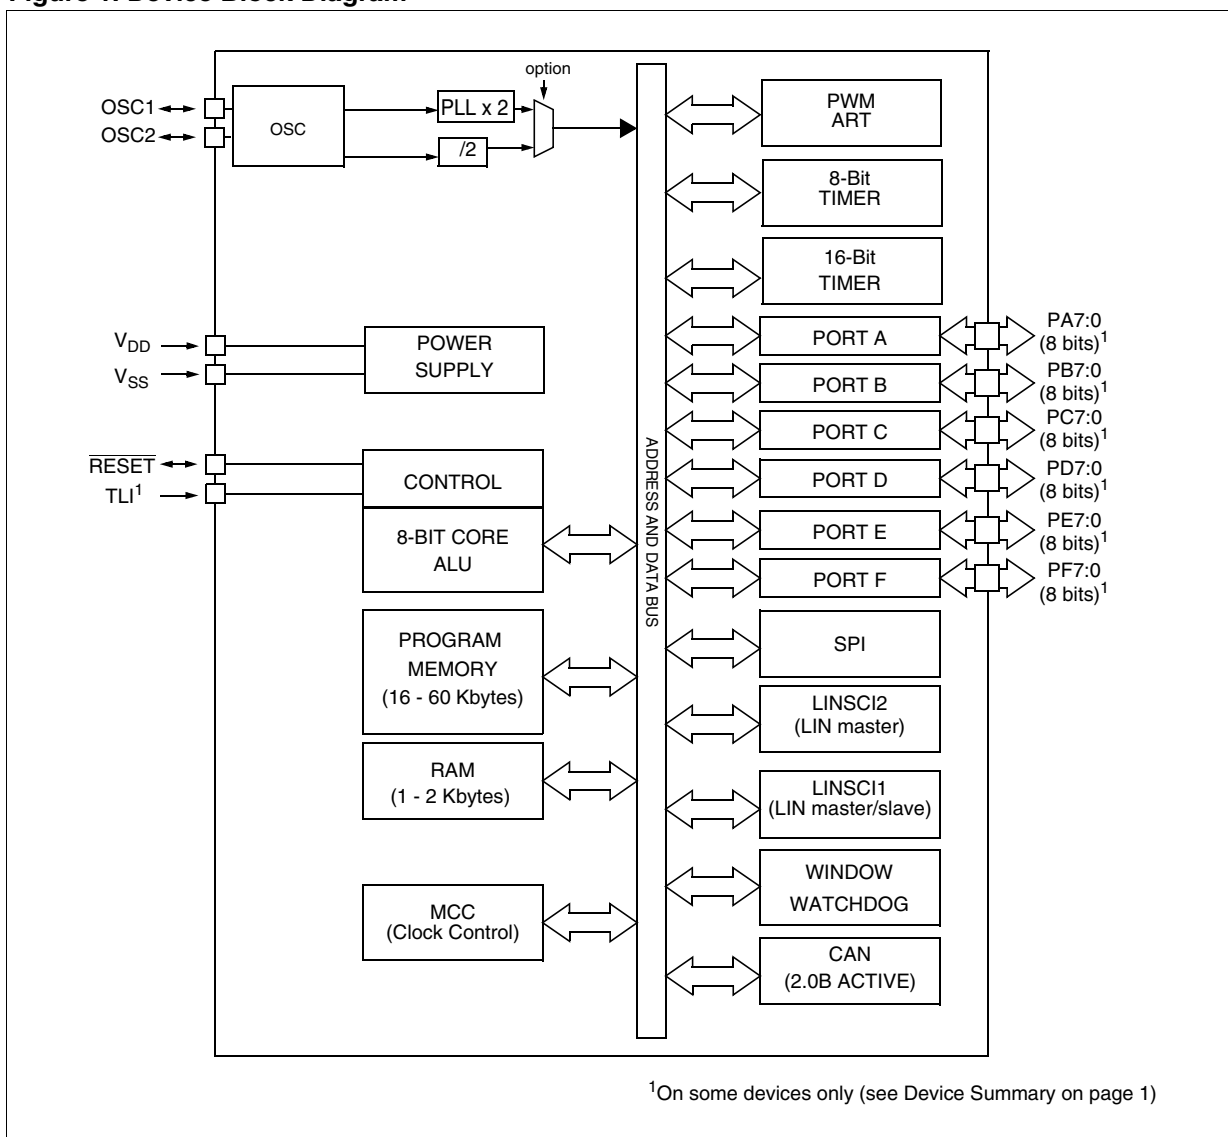 option
OSC1
OSC2
OSC
PLL x 2
/2
PWM
ART
8-Bit
TIMER
16-Bit
TIMER
VDD
VSS
POWER
SUPPLY
RESET
TLI1
CONTROL
8-BIT CORE
ALU
PROGRAM
MEMORY
(16 - 60 Kbytes)
RAM
(1 - 2 Kbytes)
MCC
(Clock Control)
ADDRESS AND DATA BUS
PORT A
PA7:0
(8 bits)1
PORT B
PB7:0
(8 bits)1
PORT C
PC7:0
(8 bits)1
PORT D
PD7:0
(8 bits)1
PORT E
PE7:0
(8 bits)1
PORT F
PF7:0
(8 bits)1
SPI
LINSCI2
(LIN master)
LINSCI1
(LIN master/slave)
WINDOW
WATCHDOG
CAN
(2.0B ACTIVE)
1On some devices only (see Device Summary on page 1)